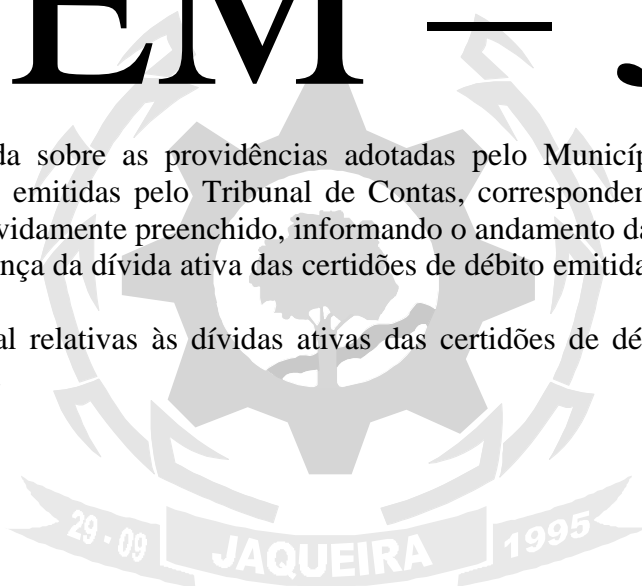 EM – J
da sobre as providências adotadas pelo Municíp
emitidas pelo Tribunal de Contas, corresponden
vidamente preenchido, informando o andamento da
nça da dívida ativa das certidões de débito emitida
al relativas às dívidas ativas das certidões de dé
29 - 09 JAQUEIRA 1995